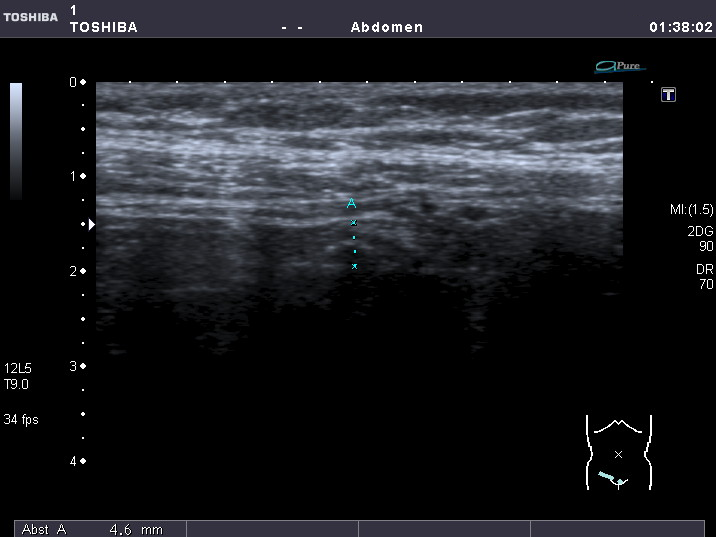 TOSHIBA
1
TOSHIBA - - Abdomen 01:38:02
aPure
T
0
1
A
MI:(1.5)
2DG
90
2
DR
70
3
12L5
T9.0
34 fps
4
Abst A 4.6 mm